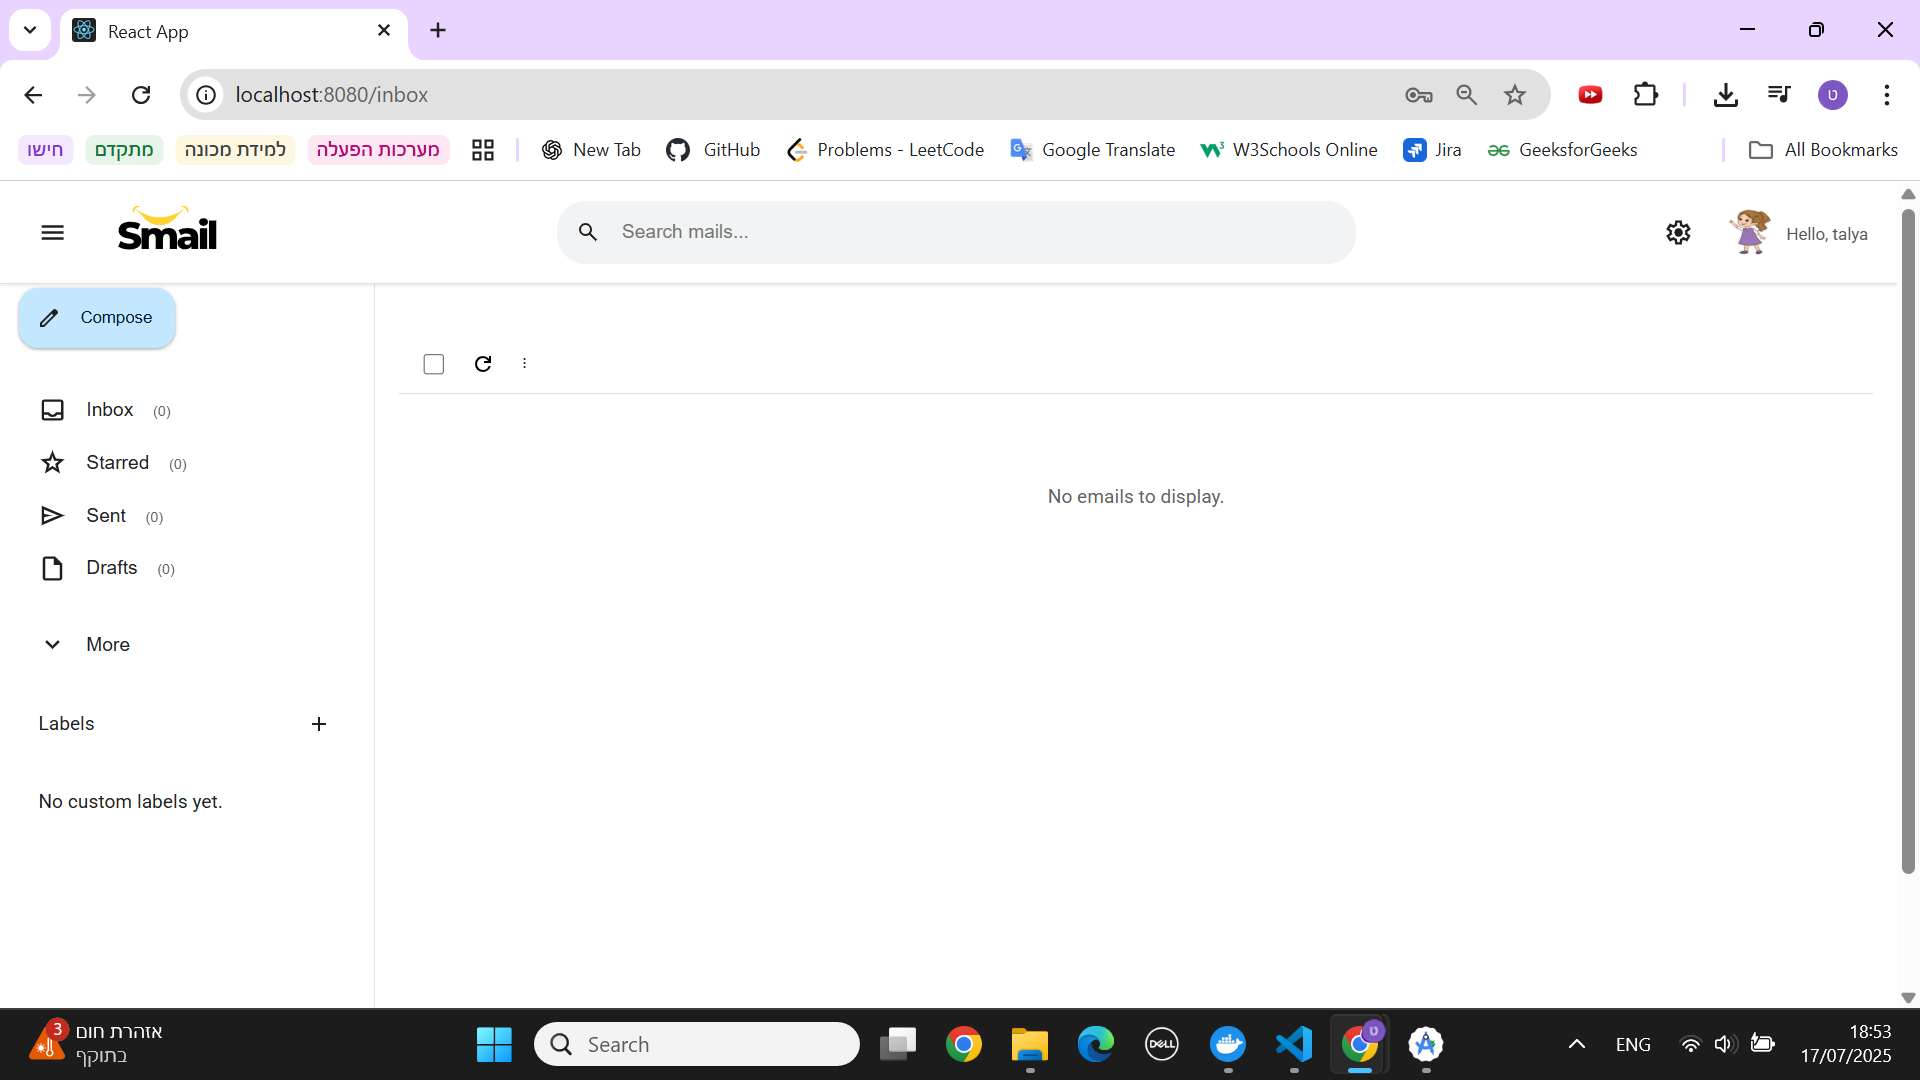 React App
localhost:8080/inbox
ט
חישו
מתקדם
למידת מכונה
מערכות הפעלה
New Tab
GitHub
Problems - LeetCode
Google Translate
W3Schools Online
Jira
GeeksforGeeks
All Bookmarks
Smail
Search mails...
Hello, talya
Compose
Inbox (0)
Starred (0)
Sent (0)
Drafts (0)
More
Labels
No custom labels yet.
No emails to display.
3
אזהרת חום
בתוקף
Search
DELL
ט
ENG
18:53
17/07/2025